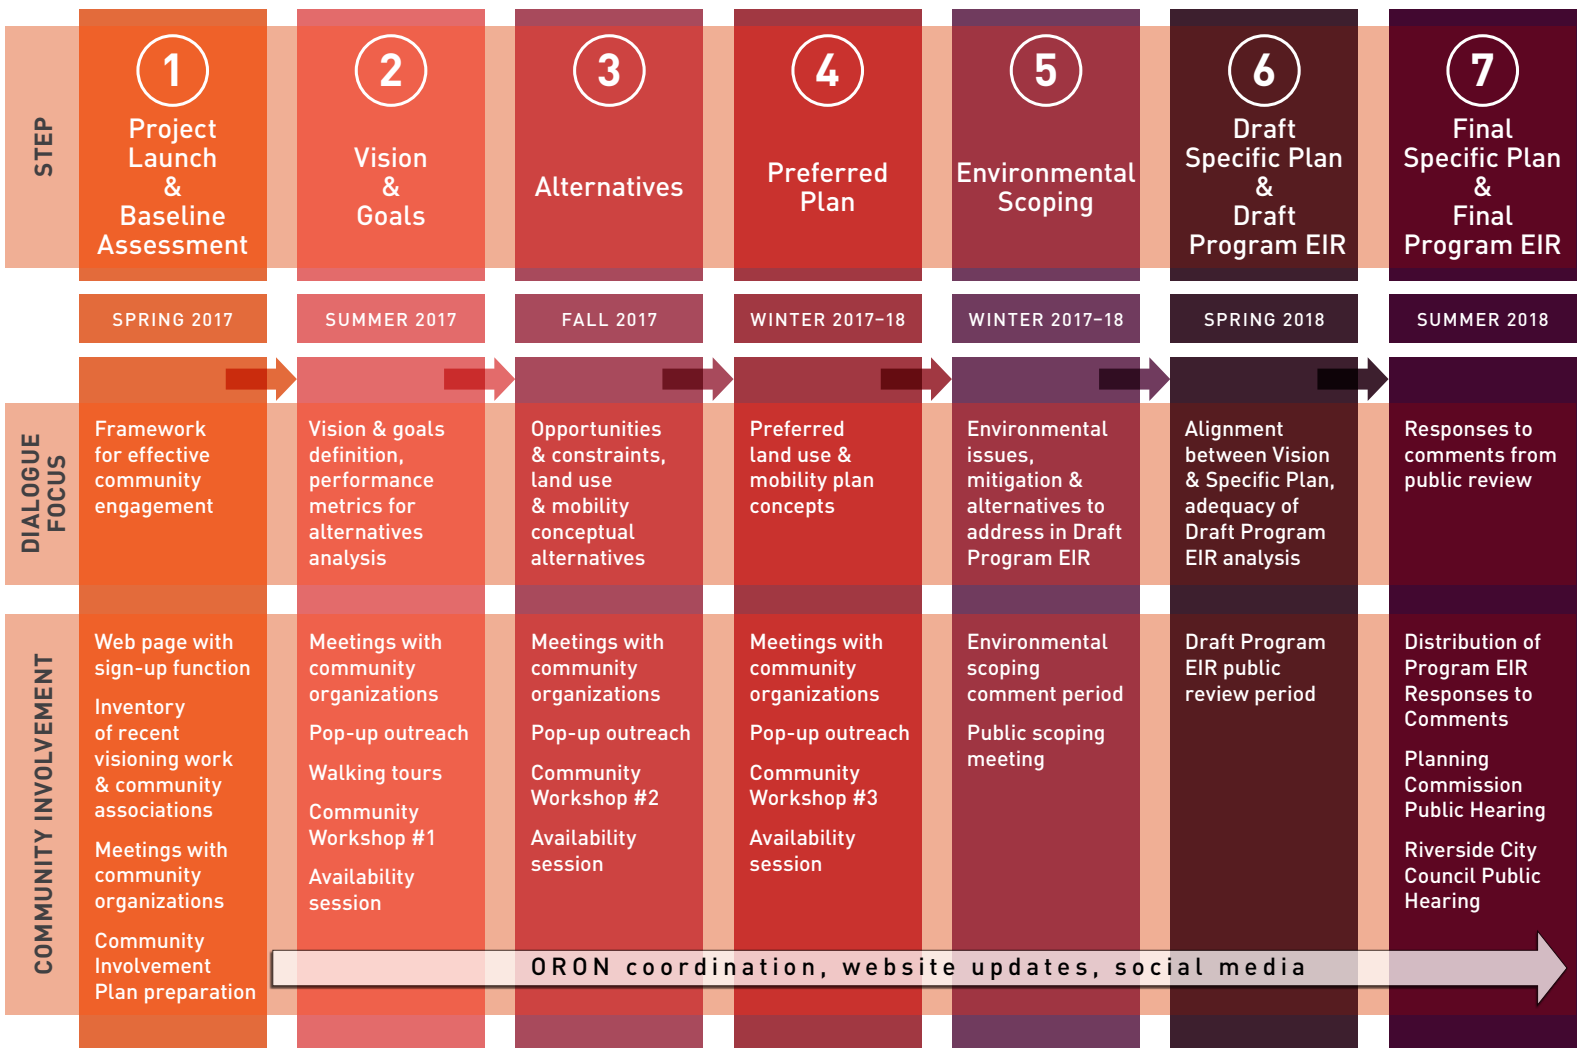 STEP
1
Project
Launch
&
Baseline
Assessment
2
Vision
&
Goals
3
Alternatives
4
Preferred
Plan
5
Environmental
Scoping
6
Draft
Specific Plan
&
Draft
Program EIR
7
Final
Specific Plan
&
Final
Program EIR
SPRING 2017
SUMMER 2017
FALL 2017
WINTER 2017–18
WINTER 2017–18
SPRING 2018
SUMMER 2018
DIALOGUE
FOCUS
Framework
for effective
community
engagement
Vision & goals
definition,
performance
metrics for
alternatives
analysis
Opportunities
& constraints,
land use
& mobility
conceptual
alternatives
Preferred
land use &
mobility plan
concepts
Environmental
issues,
mitigation &
alternatives to
address in Draft
Program EIR
Alignment
between Vision
& Specific Plan,
adequacy of
Draft Program
EIR analysis
Responses to
comments from
public review
COMMUNITY INVOLVEMENT
Web page with
sign-up function
Inventory
of recent
visioning work
& community
associations
Meetings with
community
organizations
Community
Involvement
Plan preparation
Meetings with
community
organizations
Pop-up outreach
Walking tours
Community
Workshop #1
Availability
session
Meetings with
community
organizations
Pop-up outreach
Community
Workshop #2
Availability
session
Meetings with
community
organizations
Pop-up outreach
Community
Workshop #3
Availability
session
Environmental
scoping
comment period
Public scoping
meeting
Draft Program
EIR public
review period
Distribution of
Program EIR
Responses to
Comments
Planning
Commission
Public Hearing
Riverside City
Council Public
Hearing
ORON coordination, website updates, social media